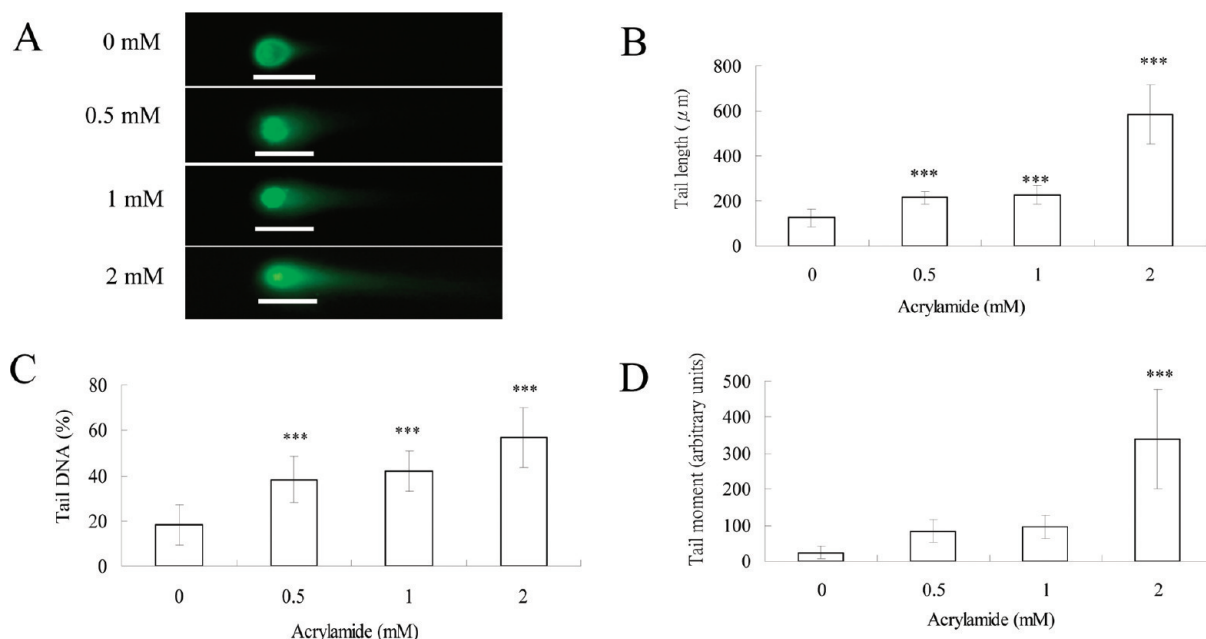 A
0 mM
0.5 mM
1 mM
2 mM
B
Tail length (μm)
800
600
400
200
0
***
***
***
0
0.5
1
2
Acrylamide (mM)
C
Tail DNA (%)
80
60
40
20
0
***
***
***
0
0.5
1
2
Acrylamide (mM)
D
Tail moment (arbitrary units)
500
400
300
200
100
0
***
0
0.5
1
2
Acrylamide (mM)